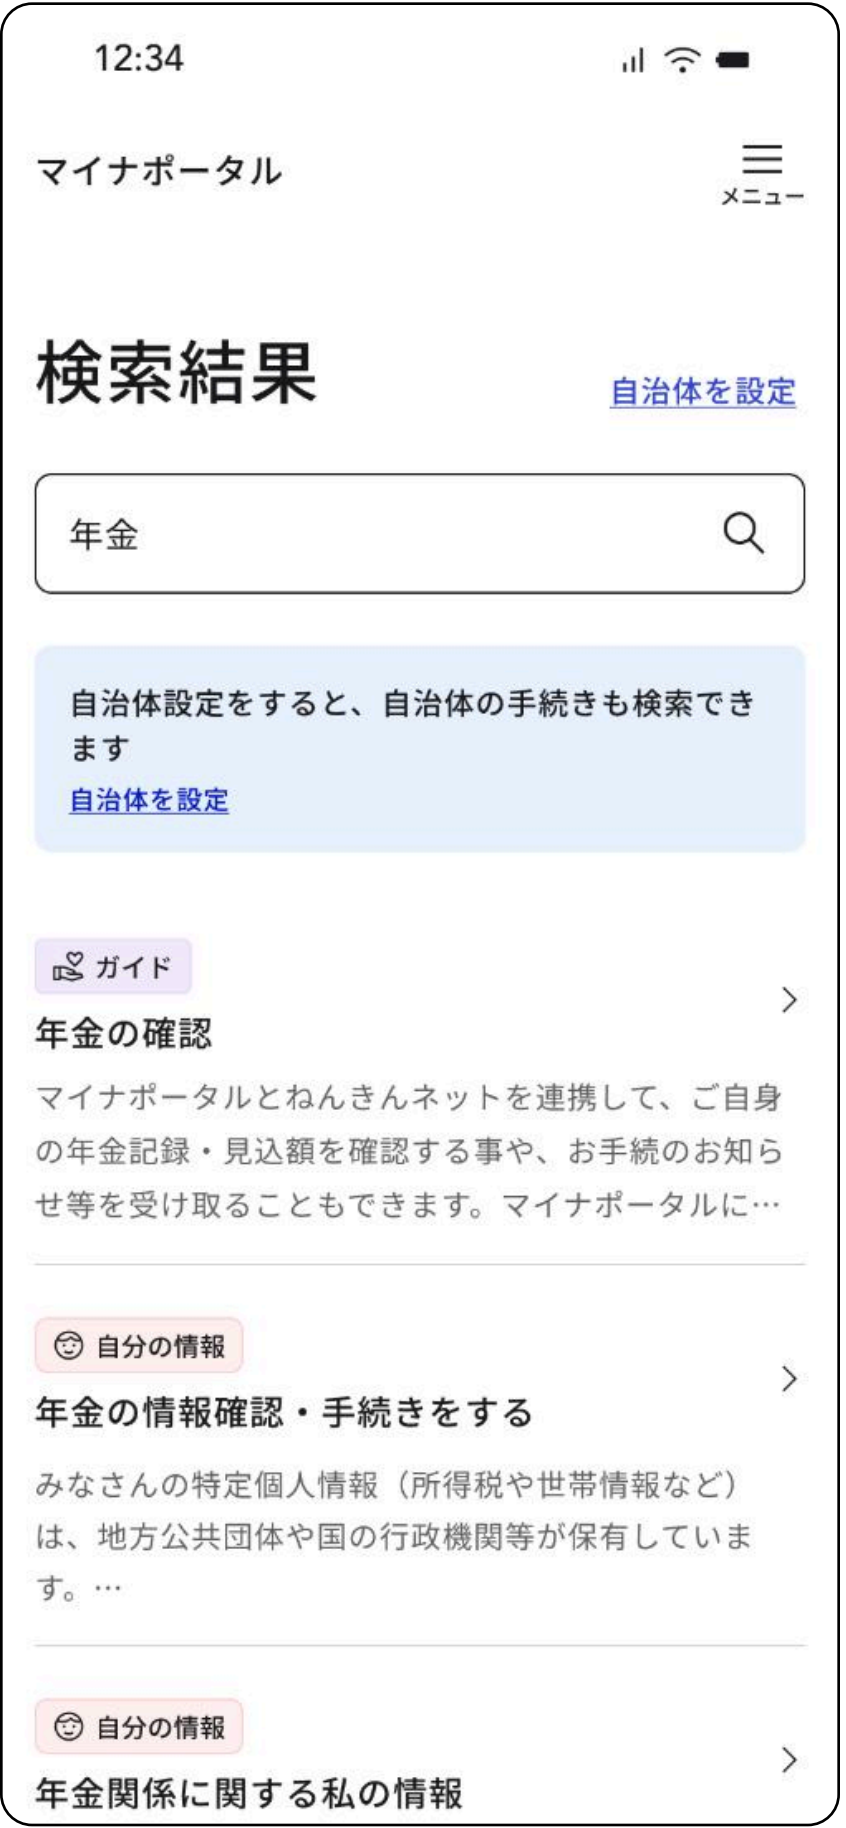 12:34
マイナポータル
メニュー
検索結果
自治体を設定
年金
自治体設定をすると、自治体の手続きも検索でき
ます
自治体を設定
ガイド
年金の確認
マイナポータルとねんきんネットを連携して、ご自身
の年金記録・見込額を確認する事や、お手続のお知ら
せ等を受け取ることもできます。マイナポータルに…
自分の情報
年金の情報確認・手続きをする
みなさんの特定個人情報（所得税や世帯情報など）
は、地方公共団体や国の行政機関等が保有していま
す。…
自分の情報
年金関係に関する私の情報